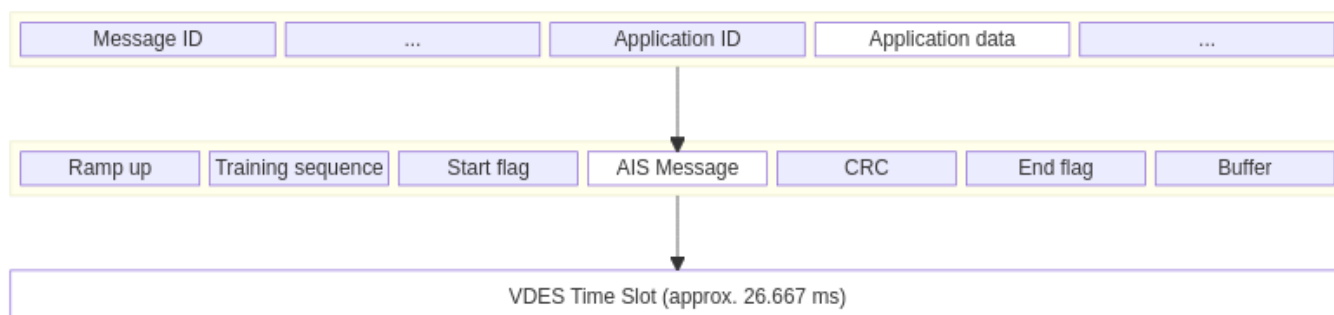 Message ID ... Application ID Application data ...
Ramp up Training sequence Start flag AIS Message CRC End flag Buffer
VDES Time Slot (approx. 26.667 ms)